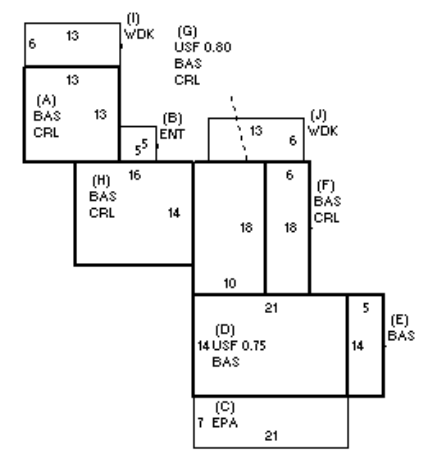 (I)
WDK
13
6
(G)
USF 0.80
BAS
CRL
13
(A)
BAS
CRL
13
(B)
ENT
5
5
(J)
WDK
13
6
16
(H)
BAS
CRL
14
6
(F)
BAS
CRL
18
18
10
21
5
(E)
BAS
(D)
14 USF 0.75
BAS
14
(C)
7 EPA
21